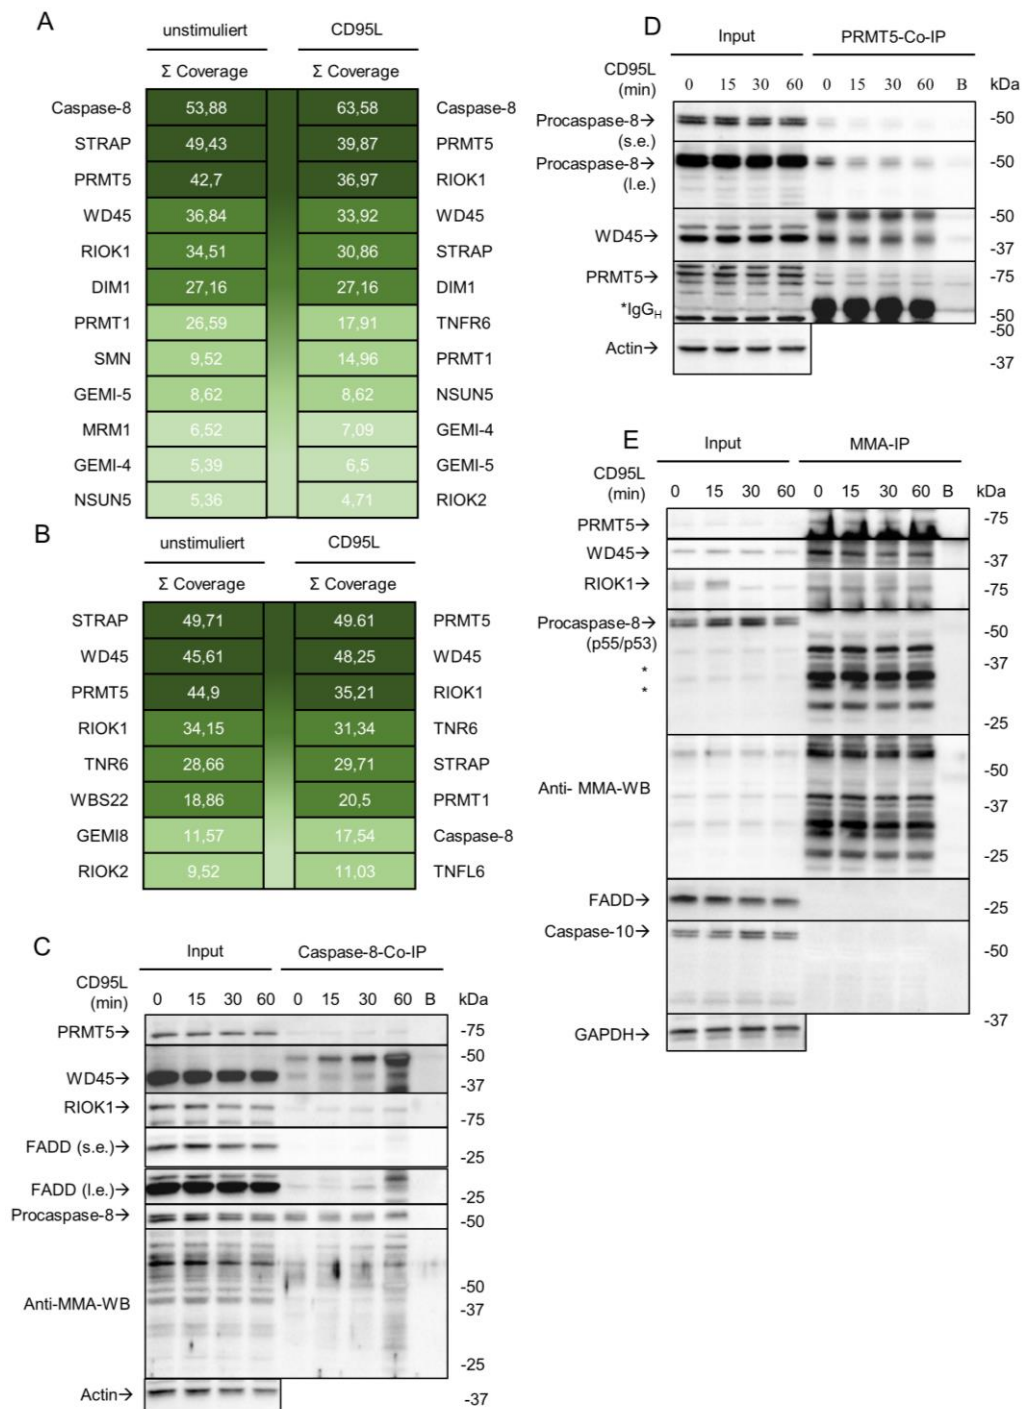 A
unstimuliert CD95L
Σ Coverage Σ Coverage
Caspase-8 53,88 63,58 Caspase-8
STRAP 49,43 39,87 PRMT5
PRMT5 42,7 36,97 RIOK1
WD45 36,84 33,92 WD45
RIOK1 34,51 30,86 STRAP
DIM1 27,16 27,16 DIM1
PRMT1 26,59 17,91 TNFR6
SMN 9,52 14,96 PRMT1
GEMI-5 8,62 8,62 NSUN5
MRM1 6,52 7,09 GEMI-4
GEMI-4 5,39 6,5 GEMI-5
NSUN5 5,36 4,71 RIOK2
B
unstimuliert CD95L
Σ Coverage Σ Coverage
STRAP 49,71 49.61 PRMT5
WD45 45,61 48,25 WD45
PRMT5 44,9 35,21 RIOK1
RIOK1 34,15 31,34 TNR6
TNR6 28,66 29,71 STRAP
WBS22 18,86 20,5 PRMT1
GEMI8 11,57 17,54 Caspase-8
RIOK2 9,52 11,03 TNFL6
C
Input Caspase-8-Co-IP
CD95L
(min) 0 15 30 60 0 15 30 60 B kDa
PRMT5→ -75
-50
WD45→ -37
RIOK1→
-75
FADD (s.e.)→
-25
FADD (l.e.)→ -25
Procaspase-8→ -50
-50
Anti-MMA-WB -37
-25
Actin→ -37
D
Input PRMT5-Co-IP
CD95L
(min) 0 15 30 60 0 15 30 60 B kDa
Procaspase-8→ -50
(s.e.)
Procaspase-8→ -50
(l.e.)
-50
WD45→ -37
PRMT5→ -75
*IgGH -50
-50
Actin→
-37
E
Input MMA-IP
CD95L
(min) 0 15 30 60 0 15 30 60 B kDa
PRMT5→ -75
WD45→ -37
RIOK1→ -75
Procaspase-8→ -50
(p55/p53)
* -37
*
-25
-50
Anti- MMA-WB
-37
-25
FADD→ -25
Caspase-10→
-50
-37
GAPDH→